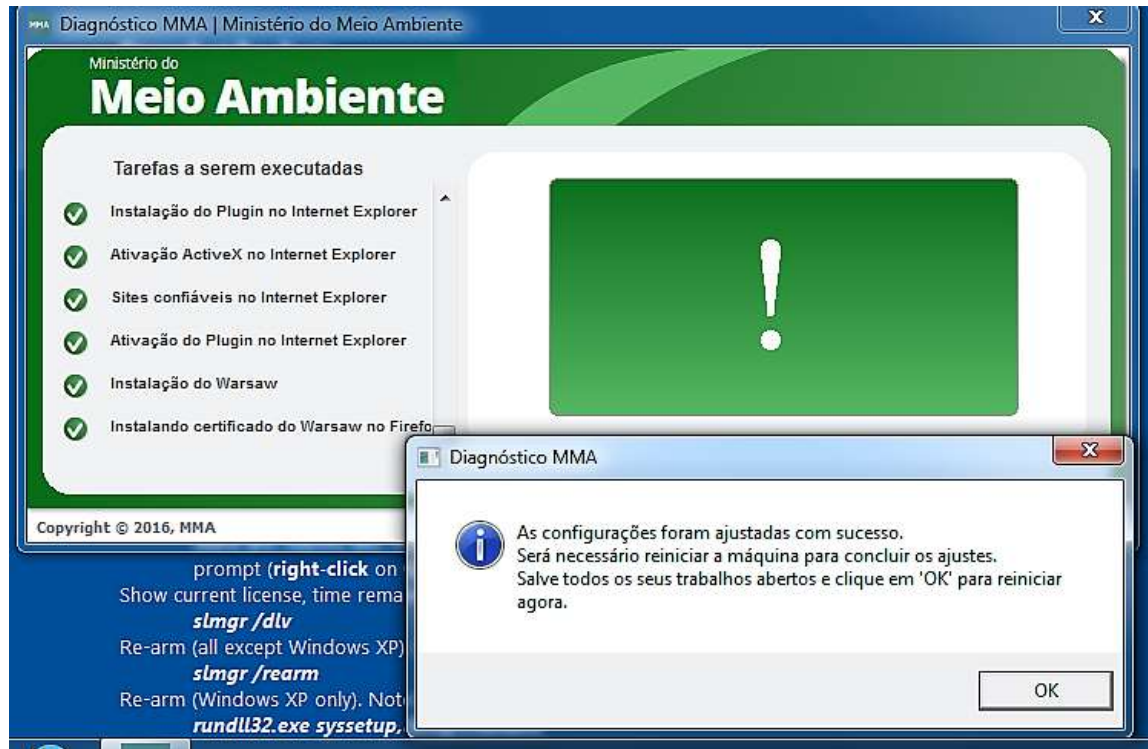 MMA Diagnóstico MMA | Ministério do Meio Ambiente
x
Ministério do
Meio Ambiente
Tarefas a serem executadas
Instalação do Plugin no Internet Explorer
Ativação ActiveX no Internet Explorer
Sites confiáveis no Internet Explorer
Ativação do Plugin no Internet Explorer
Instalação do Warsaw
Instalando certificado do Warsaw no Firefo
!
Copyright © 2016, MMA
Diagnóstico MMA
x
As configurações foram ajustadas com sucesso.
Será necessário reiniciar a máquina para concluir os ajustes.
Salve todos os seus trabalhos abertos e clique em 'OK' para reiniciar
agora.
OK
prompt (right-click on
Show current license, time rema
slmgr /dlv
Re-arm (all except Windows XP)
slmgr /rearm
Re-arm (Windows XP only). Not
rundll32.exe syssetup,